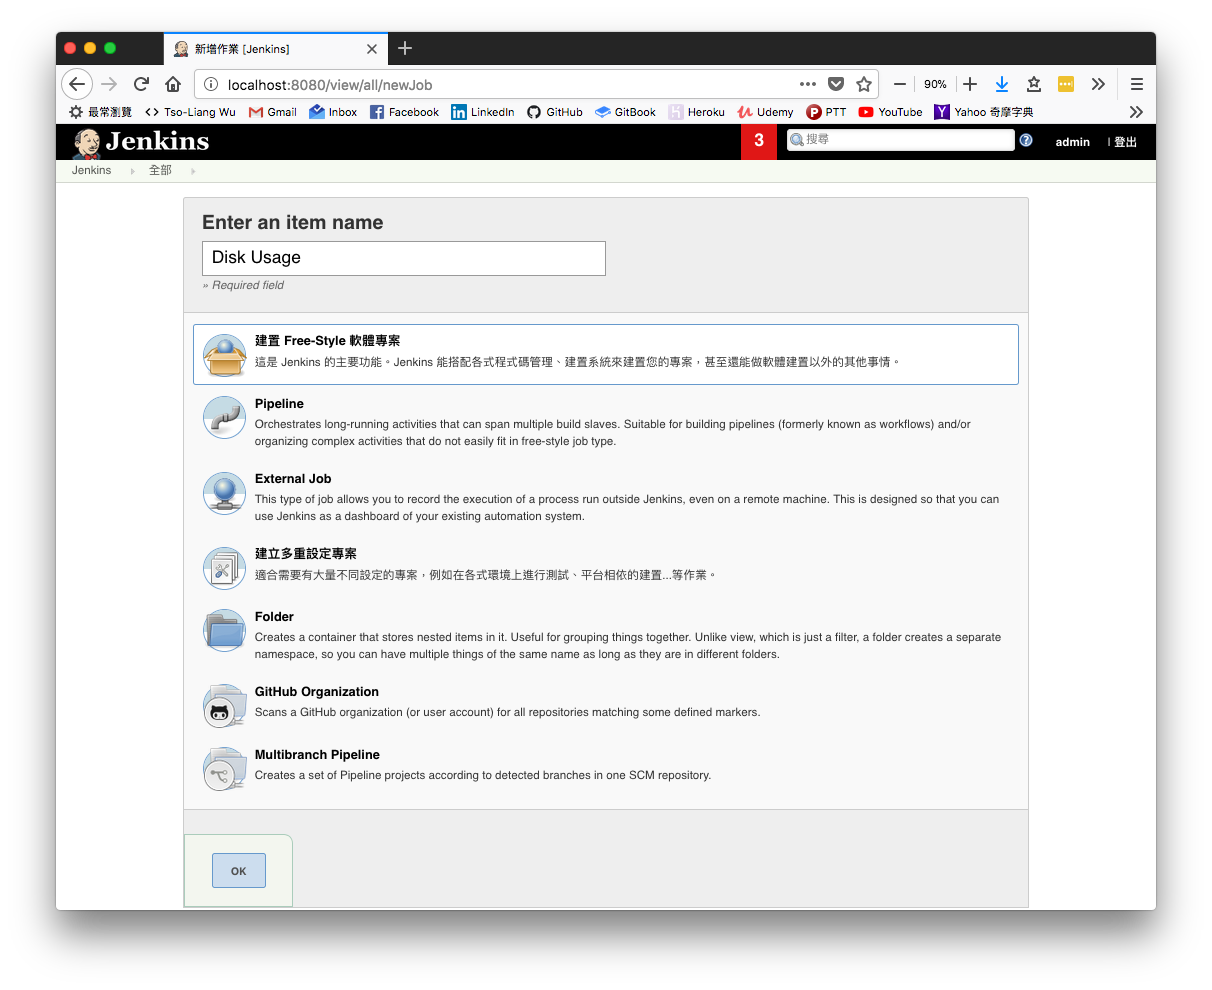 新增作業 [Jenkins]
localhost:8080/view/all/newJob
90%
最常瀏覽 Tso-Liang Wu Gmail Inbox Facebook LinkedIn GitHub GitBook Heroku Udemy PTT YouTube Yahoo 奇摩字典
Jenkins 3 搜尋 admin | 登出
Jenkins 全部
Enter an item name
Disk Usage
» Required field
建置 Free-Style 軟體專案
這是 Jenkins 的主要功能。Jenkins 能搭配各式程式碼管理、建置系統來建置您的專案，甚至還能做軟體建置以外的其他事情。
Pipeline
Orchestrates long-running activities that can span multiple build slaves. Suitable for building pipelines (formerly known as workflows) and/or
organizing complex activities that do not easily fit in free-style job type.
External Job
This type of job allows you to record the execution of a process run outside Jenkins, even on a remote machine. This is designed so that you can
use Jenkins as a dashboard of your existing automation system.
建立多重設定專案
適合需要有大量不同設定的專案，例如在各式環境上進行測試、平台相依的建置...等作業。
Folder
Creates a container that stores nested items in it. Useful for grouping things together. Unlike view, which is just a filter, a folder creates a separate
namespace, so you can have multiple things of the same name as long as they are in different folders.
GitHub Organization
Scans a GitHub organization (or user account) for all repositories matching some defined markers.
Multibranch Pipeline
Creates a set of Pipeline projects according to detected branches in one SCM repository.
OK